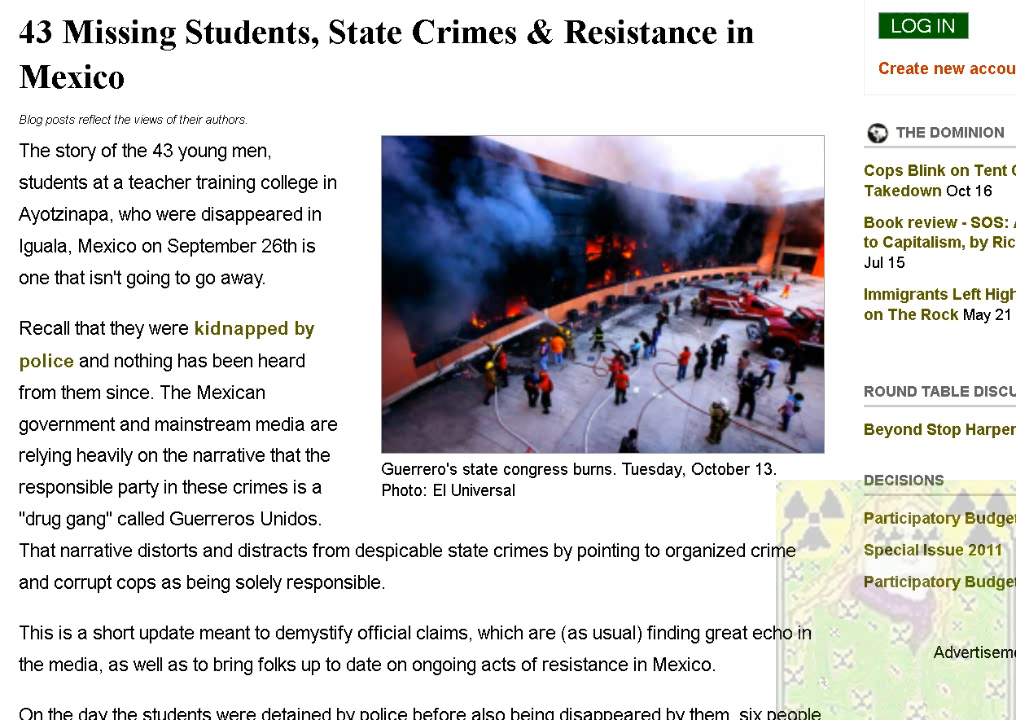 43 Missing Students, State Crimes & Resistance in
Mexico
Blog posts reflect the views of their authors.
The story of the 43 young men,
students at a teacher training college in
Ayotzinapa, who were disappeared in
Iguala, Mexico on September 26th is
one that isn't going to go away.
Recall that they were kidnapped by
police and nothing has been heard
from them since. The Mexican
government and mainstream media are
relying heavily on the narrative that the
responsible party in these crimes is a
"drug gang" called Guerreros Unidos.
That narrative distorts and distracts from despicable state crimes by pointing to organized crime
and corrupt cops as being solely responsible.
This is a short update meant to demystify official claims, which are (as usual) finding great echo in
the media, as well as to bring folks up to date on ongoing acts of resistance in Mexico.
On the day the students were detained by police before also being disappeared by them, six people
Guerrero's state congress burns. Tuesday, October 13.
Photo: El Universal
LOG IN
Create new accou
THE DOMINION
Cops Blink on Tent
Takedown Oct 16
Book review - SOS:
to Capitalism, by Ric
Jul 15
Immigrants Left High
on The Rock May 21
ROUND TABLE DISCU
Beyond Stop Harper
DECISIONS
Participatory Budge
Special Issue 2011
Participatory Budge
Advertisem